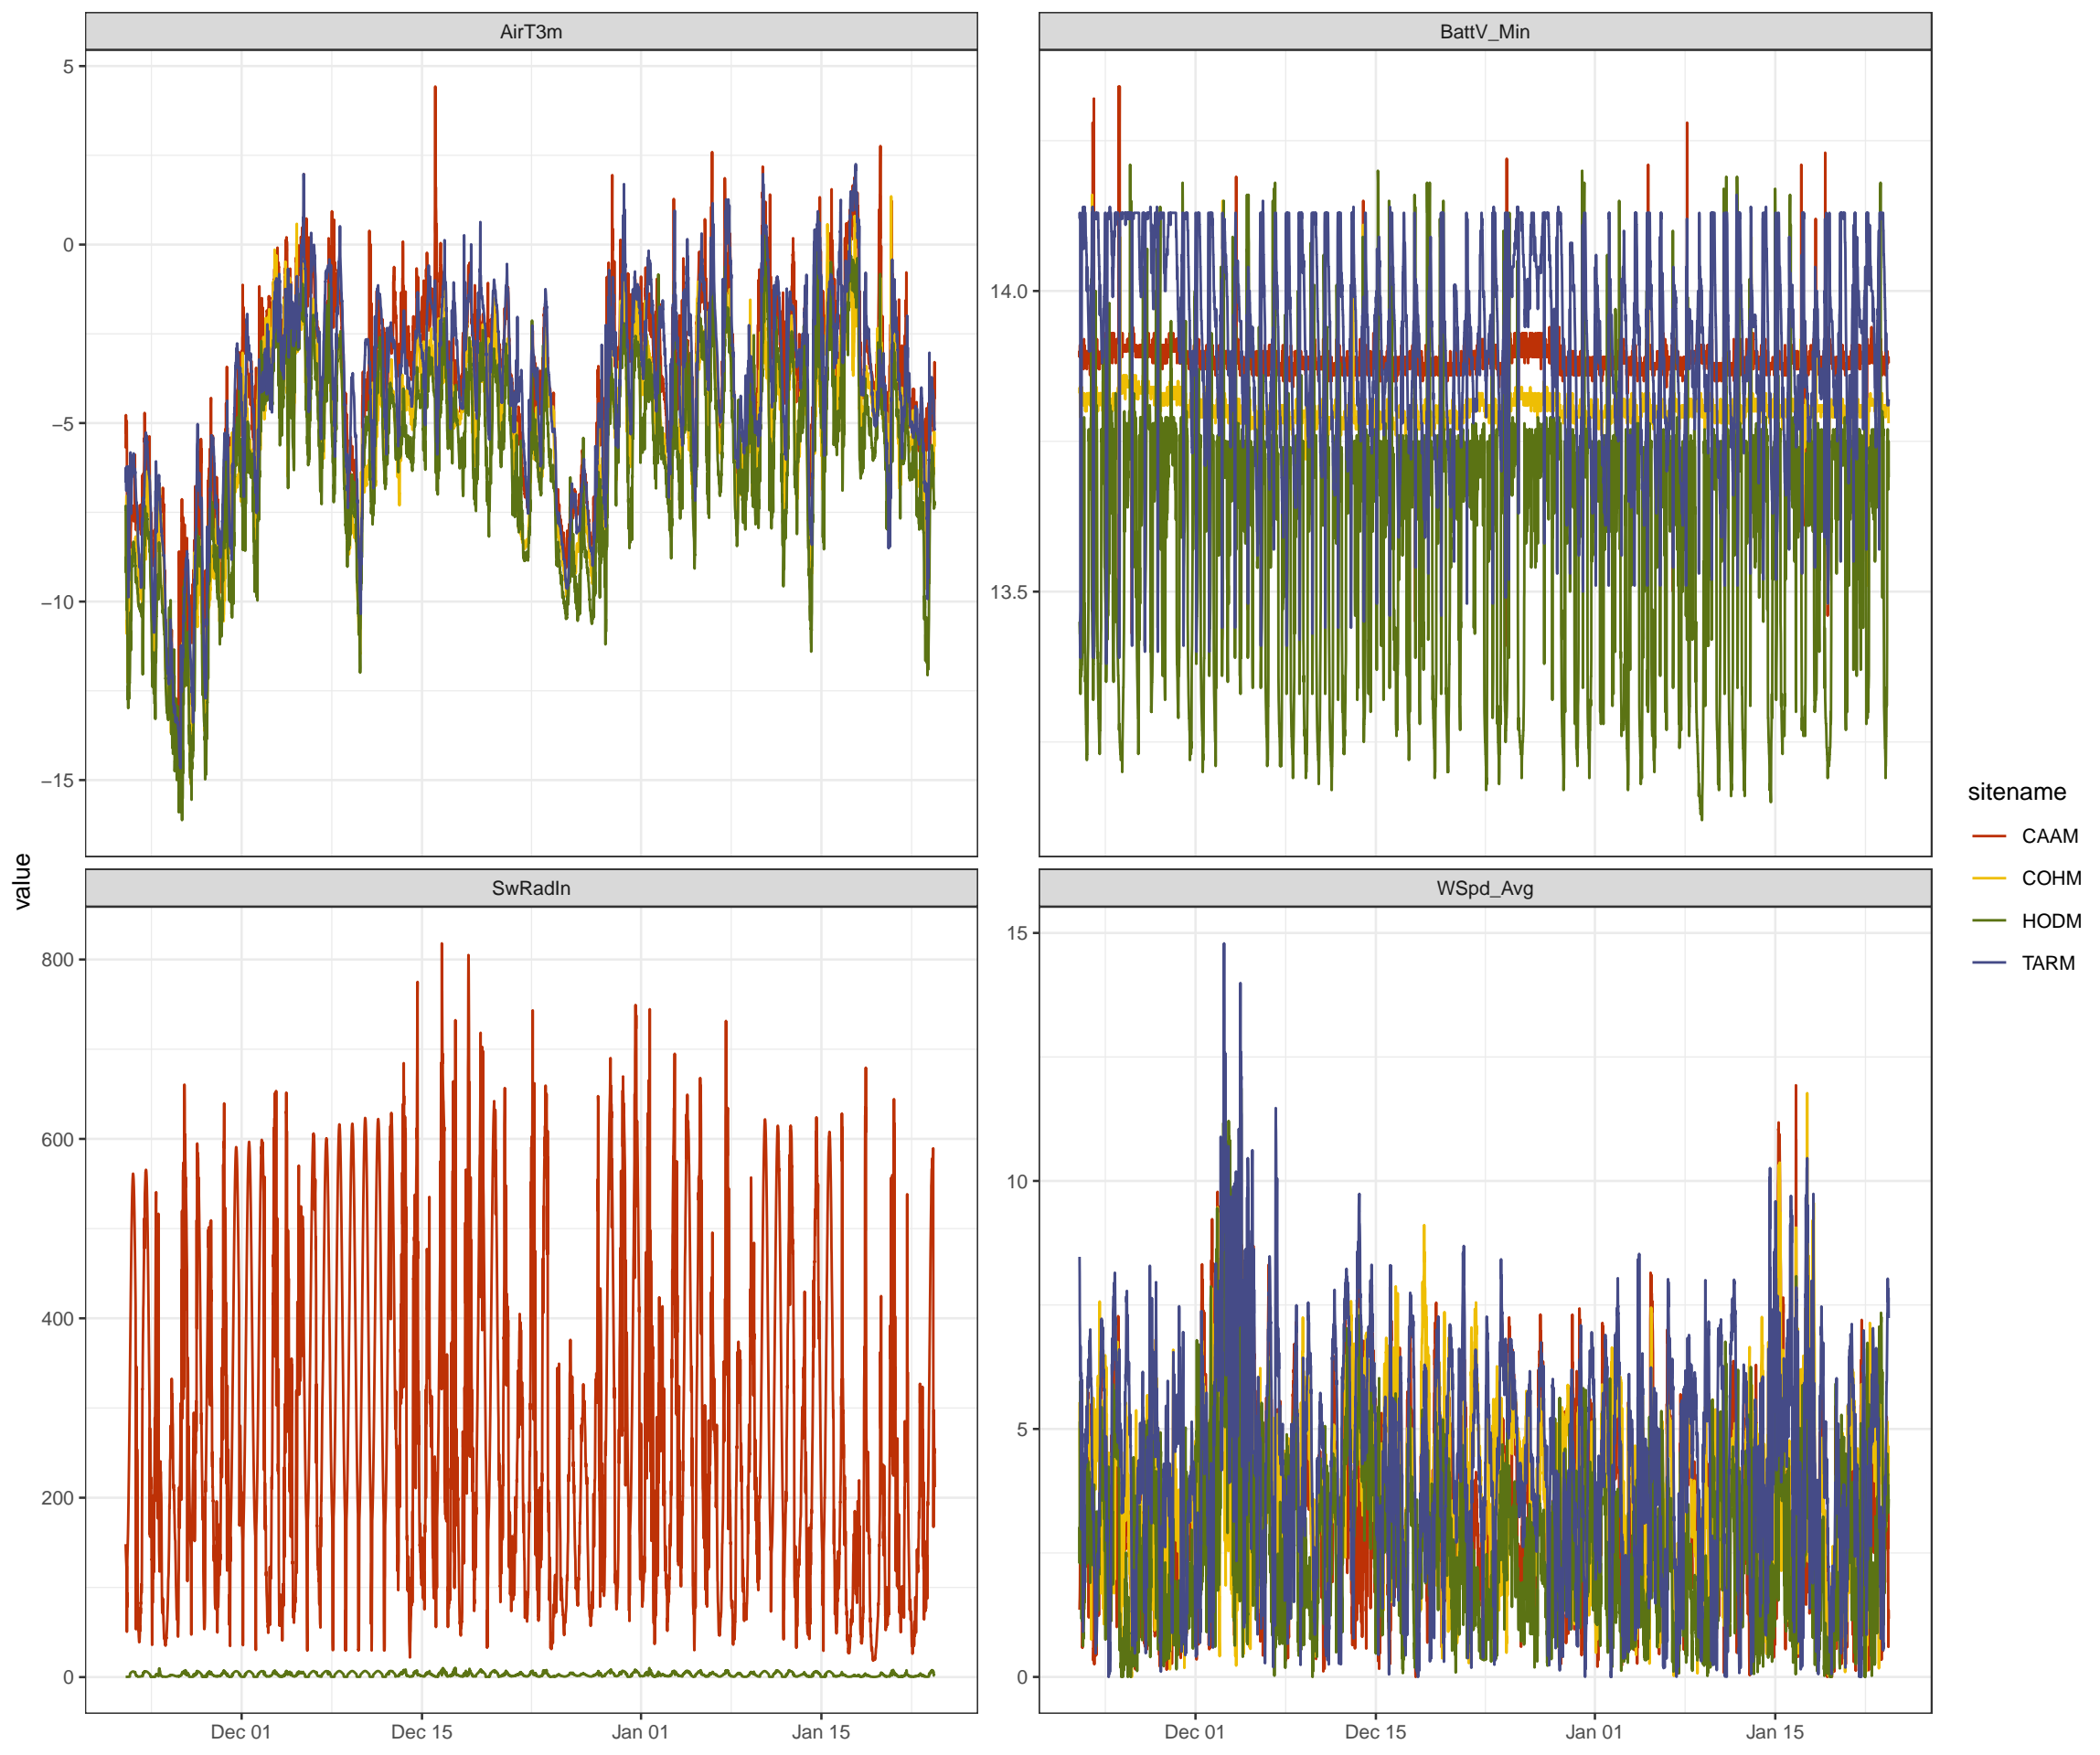 AirT3m
BattV_Min
5
0
−5
−10
−15
14.0
13.5
value
SwRadIn
WSpd_Avg
800
600
400
200
0
15
10
5
0
Dec 01
Dec 15
Jan 01
Jan 15
Dec 01
Dec 15
Jan 01
Jan 15
sitename
CAAM
COHM
HODM
TARM